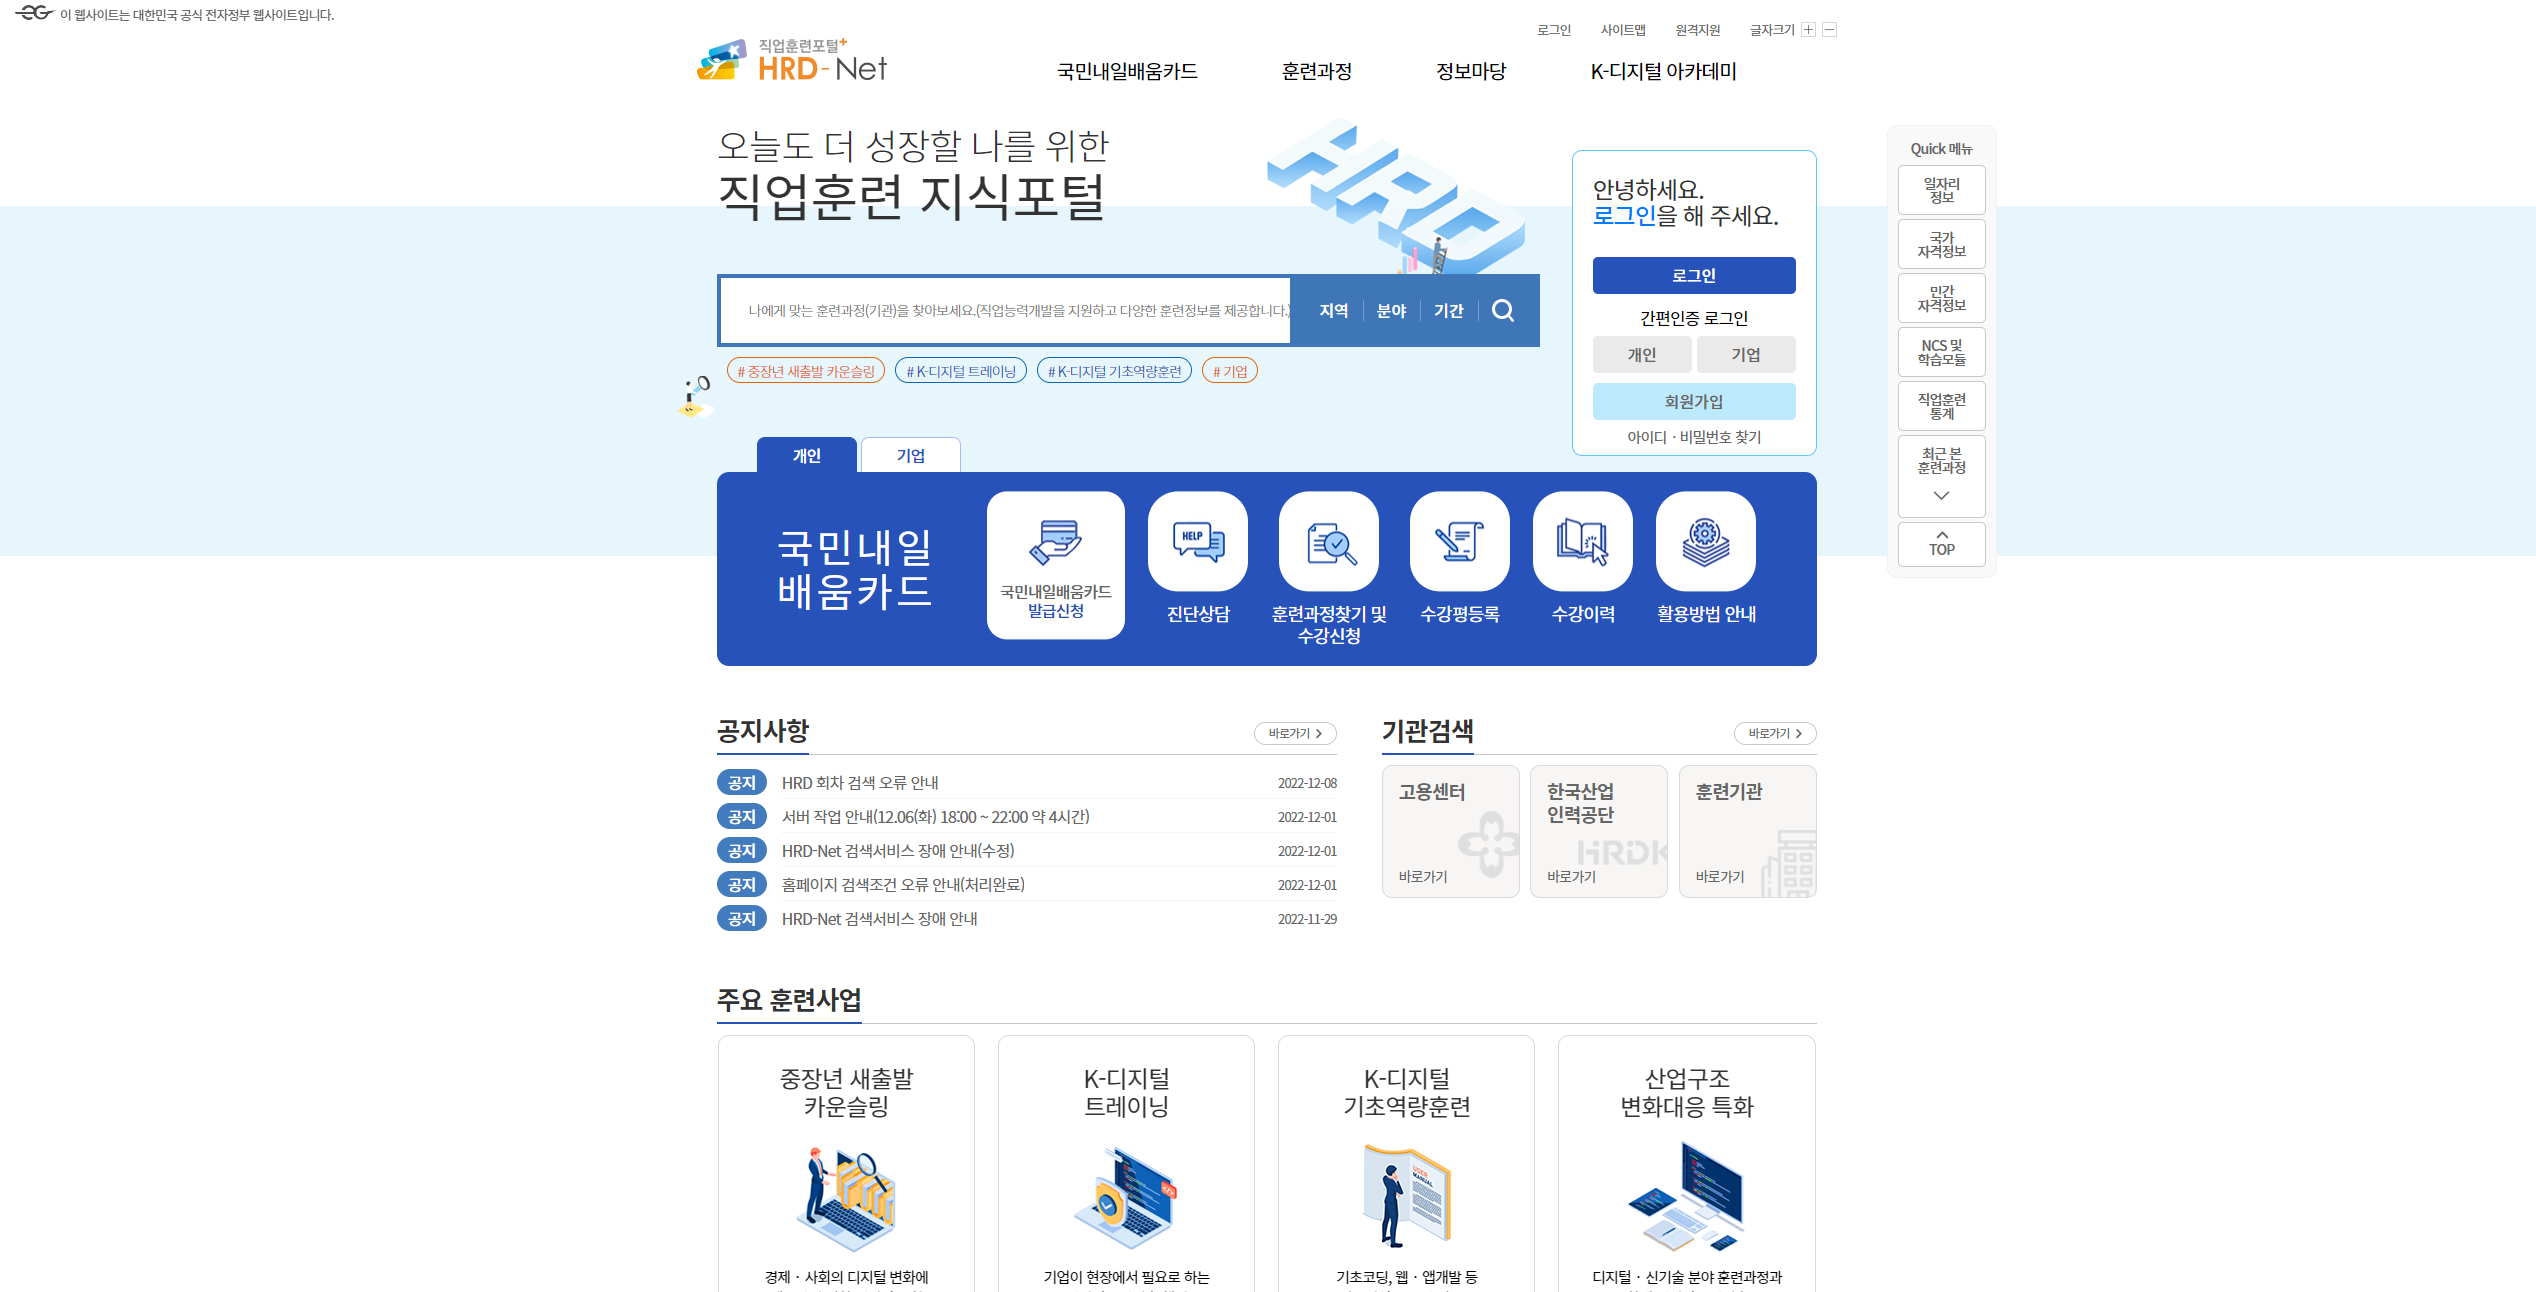 이 웹사이트는 대한민국 공식 전자정부 웹사이트입니다.
로그인 사이트맵 원격지원 글자크기
직업훈련포털+
HRD-Net
국민내일배움카드 훈련과정 정보마당 K-디지털 아카데미
오늘도 더 성장할 나를 위한
직업훈련 지식포털
HRD
나에게 맞는 훈련과정(기관)을 찾아보세요.(직업능력개발을 지원하고 다양한 훈련정보를 제공합니다.)
지역 분야 기간
# 중장년 새출발 카운슬링 # K-디지털 트레이닝 # K-디지털 기초역량훈련 # 기업
안녕하세요.
로그인을 해 주세요.
로그인
간편인증 로그인
개인 기업
회원가입
아이디 · 비밀번호 찾기
Quick 메뉴
일자리
정보
국가
자격정보
민간
자격정보
NCS 및
학습모듈
직업훈련
통계
최근 본
훈련과정
TOP
개인 기업
국민내일
배움카드
국민내일배움카드
발급신청
HELP
진단상담
훈련과정찾기 및
수강신청
수강평등록
수강이력
활용방법 안내
공지사항 바로가기
공지 HRD 회차 검색 오류 안내 2022-12-08
공지 서버 작업 안내(12.06(화) 18:00 ~ 22:00 약 4시간) 2022-12-01
공지 HRD-Net 검색서비스 장애 안내(수정) 2022-12-01
공지 홈페이지 검색조건 오류 안내(처리완료) 2022-12-01
공지 HRD-Net 검색서비스 장애 안내 2022-11-29
기관검색 바로가기
고용센터
바로가기
한국산업
인력공단
HRDK
바로가기
훈련기관
바로가기
주요 훈련사업
중장년 새출발
카운슬링
경제 · 사회의 디지털 변화에
K-디지털
트레이닝
기업이 현장에서 필요로 하는
K-디지털
기초역량훈련
USER
MANUAL
기초코딩, 웹 · 앱개발 등
산업구조
변화대응 특화
디지털 · 신기술 분야 훈련과정과